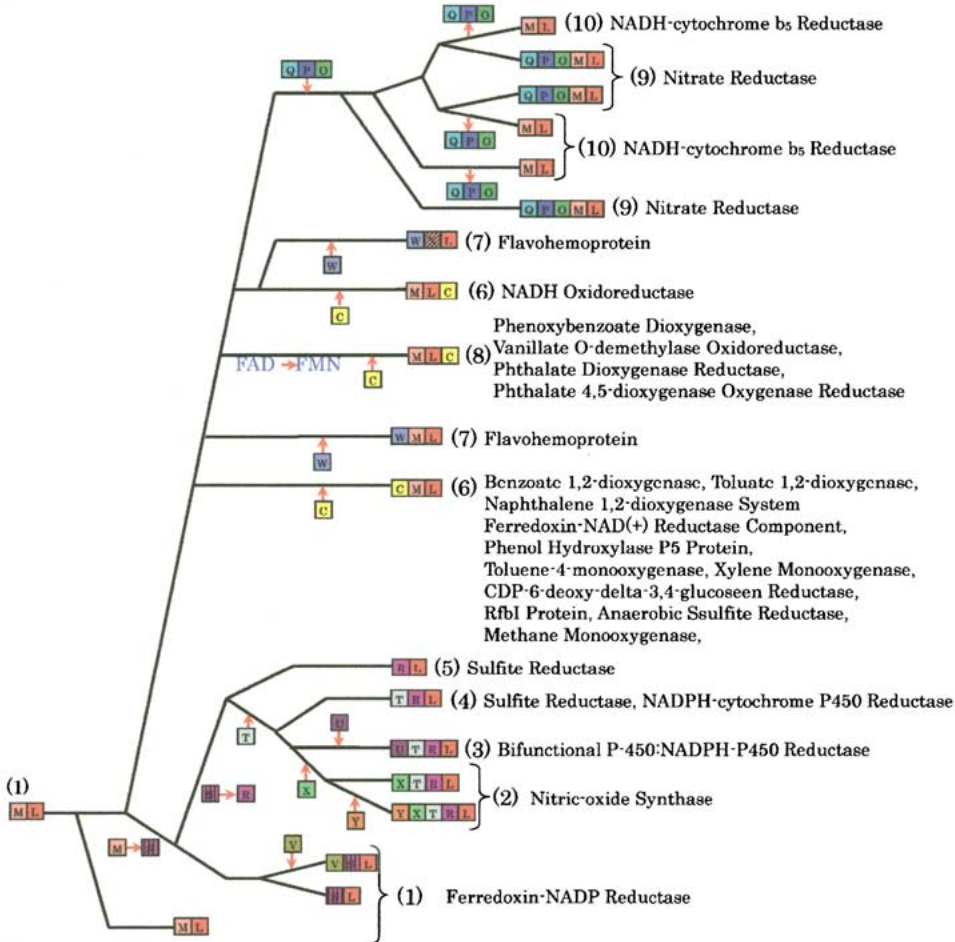 Q P O
M L (10) NADH-cytochrome b₅ Reductase
Q P O M L
(9) Nitrate Reductase
Q P O
Q P O M L
M L
Q P O
(10) NADH-cytochrome b₅ Reductase
M L
Q P O
Q P O M L (9) Nitrate Reductase
W L (7) Flavohemoprotein
W
M L C (6) NADH Oxidoreductase
C
Phenoxybenzoate Dioxygenase,
M L C (8) Vanillate O-demethylase Oxidoreductase,
FAD FMN
C
Phthalate Dioxygenase Reductase,
Phthalate 4,5-dioxygenase Oxygenase Reductase
W M L (7) Flavohemoprotein
W
C M L (6) Benzoate 1,2-dioxygenase, Toluate 1,2-dioxygenase,
C
Naphthalene 1,2-dioxygenase System
Ferredoxin-NAD(+) Reductase Component,
Phenol Hydroxylase P5 Protein,
Toluene-4-monooxygenase, Xylene Monooxygenase,
CDP-6-deoxy-delta-3,4-glucoseen Reductase,
RfbI Protein, Anaerobic Ssulfite Reductase,
Methane Monooxygenase,
R L (5) Sulfite Reductase
T R L (4) Sulfite Reductase, NADPH-cytochrome P450 Reductase
T
U
U T R L (3) Bifunctional P-450:NADPH-P450 Reductase
X
X T R L
(2) Nitric-oxide Synthase
Y X T R L
Y
R
(1)
M L
M
V
V L
L
(1) Ferredoxin-NADP Reductase
M L